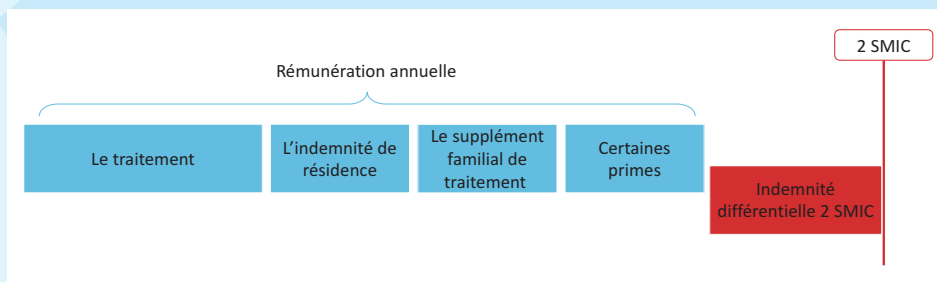 2 SMIC
Rémunération annuelle
Le traitement
L’indemnité de
résidence
Le supplément
familial de
traitement
Certaines
primes
Indemnité
différentielle 2 SMIC